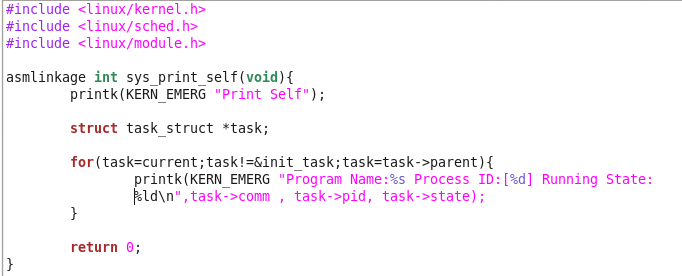 #include <linux/kernel.h>
#include <linux/sched.h>
#include <linux/module.h>
asmlinkage int sys_print_self(void){
printk(KERN_EMERG "Print Self");
struct task_struct *task;
for(task=current;task!=&init_task;task=task->parent){
printk(KERN_EMERG "Program Name:%s Process ID:[%d] Running State:
%ld\n",task->comm , task->pid, task->state);
}
return 0;
}